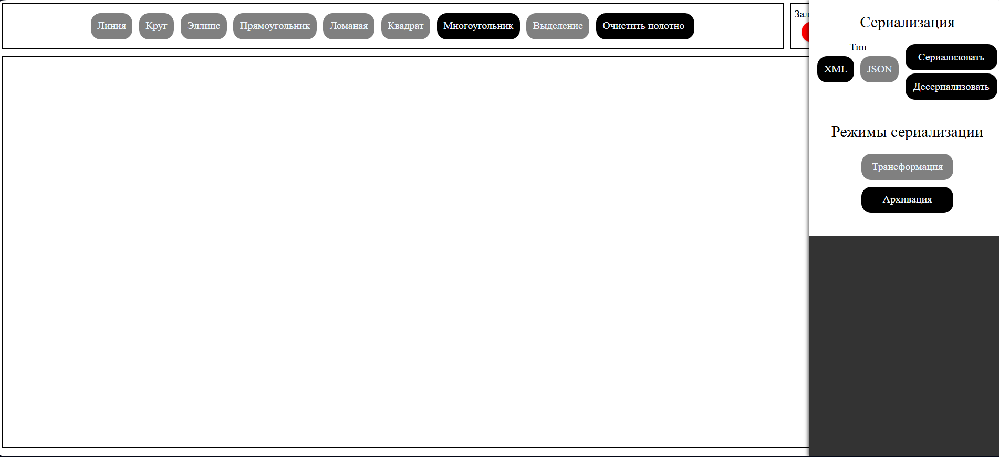 Линия Круг Эллипс Прямоугольник Ломаная Квадрат Многоугольник Выделение Очистить полотно
Зал
Сериализация
Тип
XML JSON
Сериализовать
Десериализовать
Режимы сериализации
Трансформация
Архивация